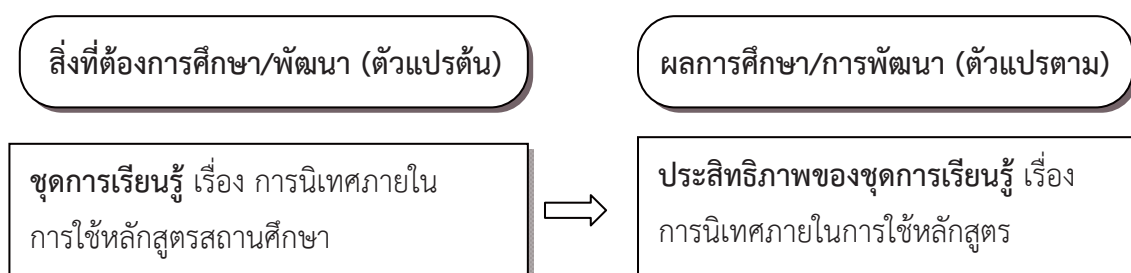 สิ่งที่ต้องการศึกษา/พัฒนา (ตัวแปรต้น)
ผลการศึกษา/การพัฒนา (ตัวแปรตาม)
ชุดการเรียนรู้ เรื่อง การนิเทศภายใน
การใช้หลักสูตรสถานศึกษา
ประสิทธิภาพของชุดการเรียนรู้ เรื่อง
การนิเทศภายในการใช้หลักสูตร